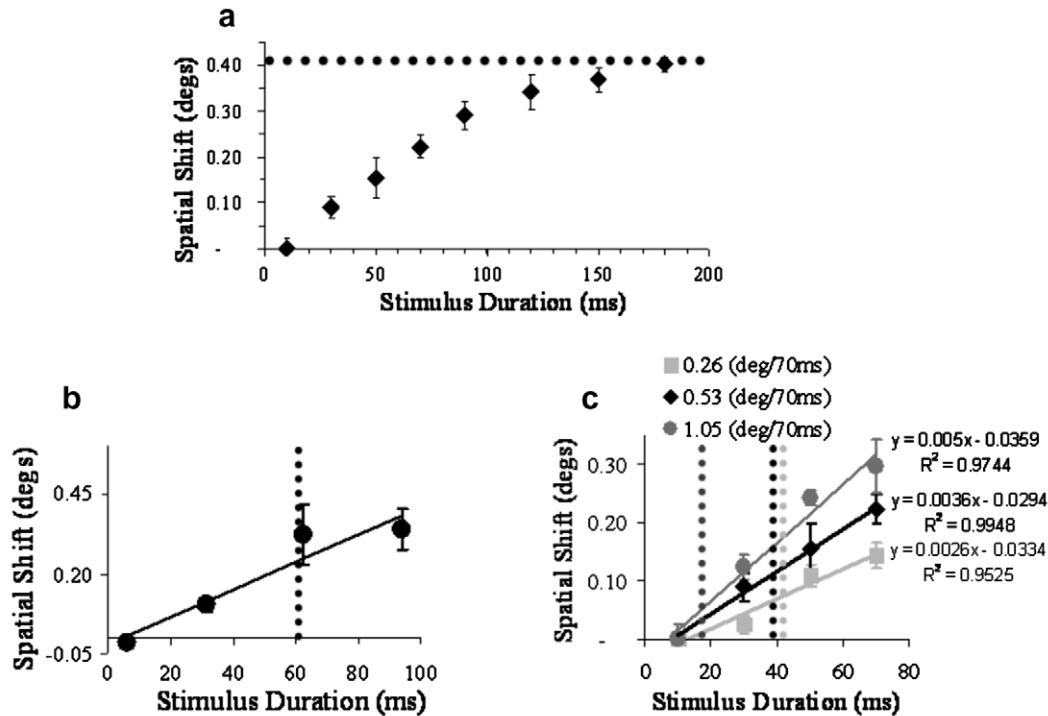 a
Spatial Shift (degs)
0.40
0.30
0.20
0.10
-
0 50 100 150 200
Stimulus Duration (ms)
b
Spatial Shift (degs)
0.45
0.20
-0.05
0 20 40 60 80 100
Stimulus Duration (ms)
c
0.26 (deg/70ms)
0.53 (deg/70ms)
1.05 (deg/70ms)
Spatial Shift (degs)
0.30
0.20
0.10
-
0 20 40 60 80
Stimulus Duration (ms)
y = 0.005x - 0.0359
R² = 0.9744
y = 0.0036x - 0.0294
R² = 0.9948
y = 0.0026x - 0.0334
R² = 0.9525